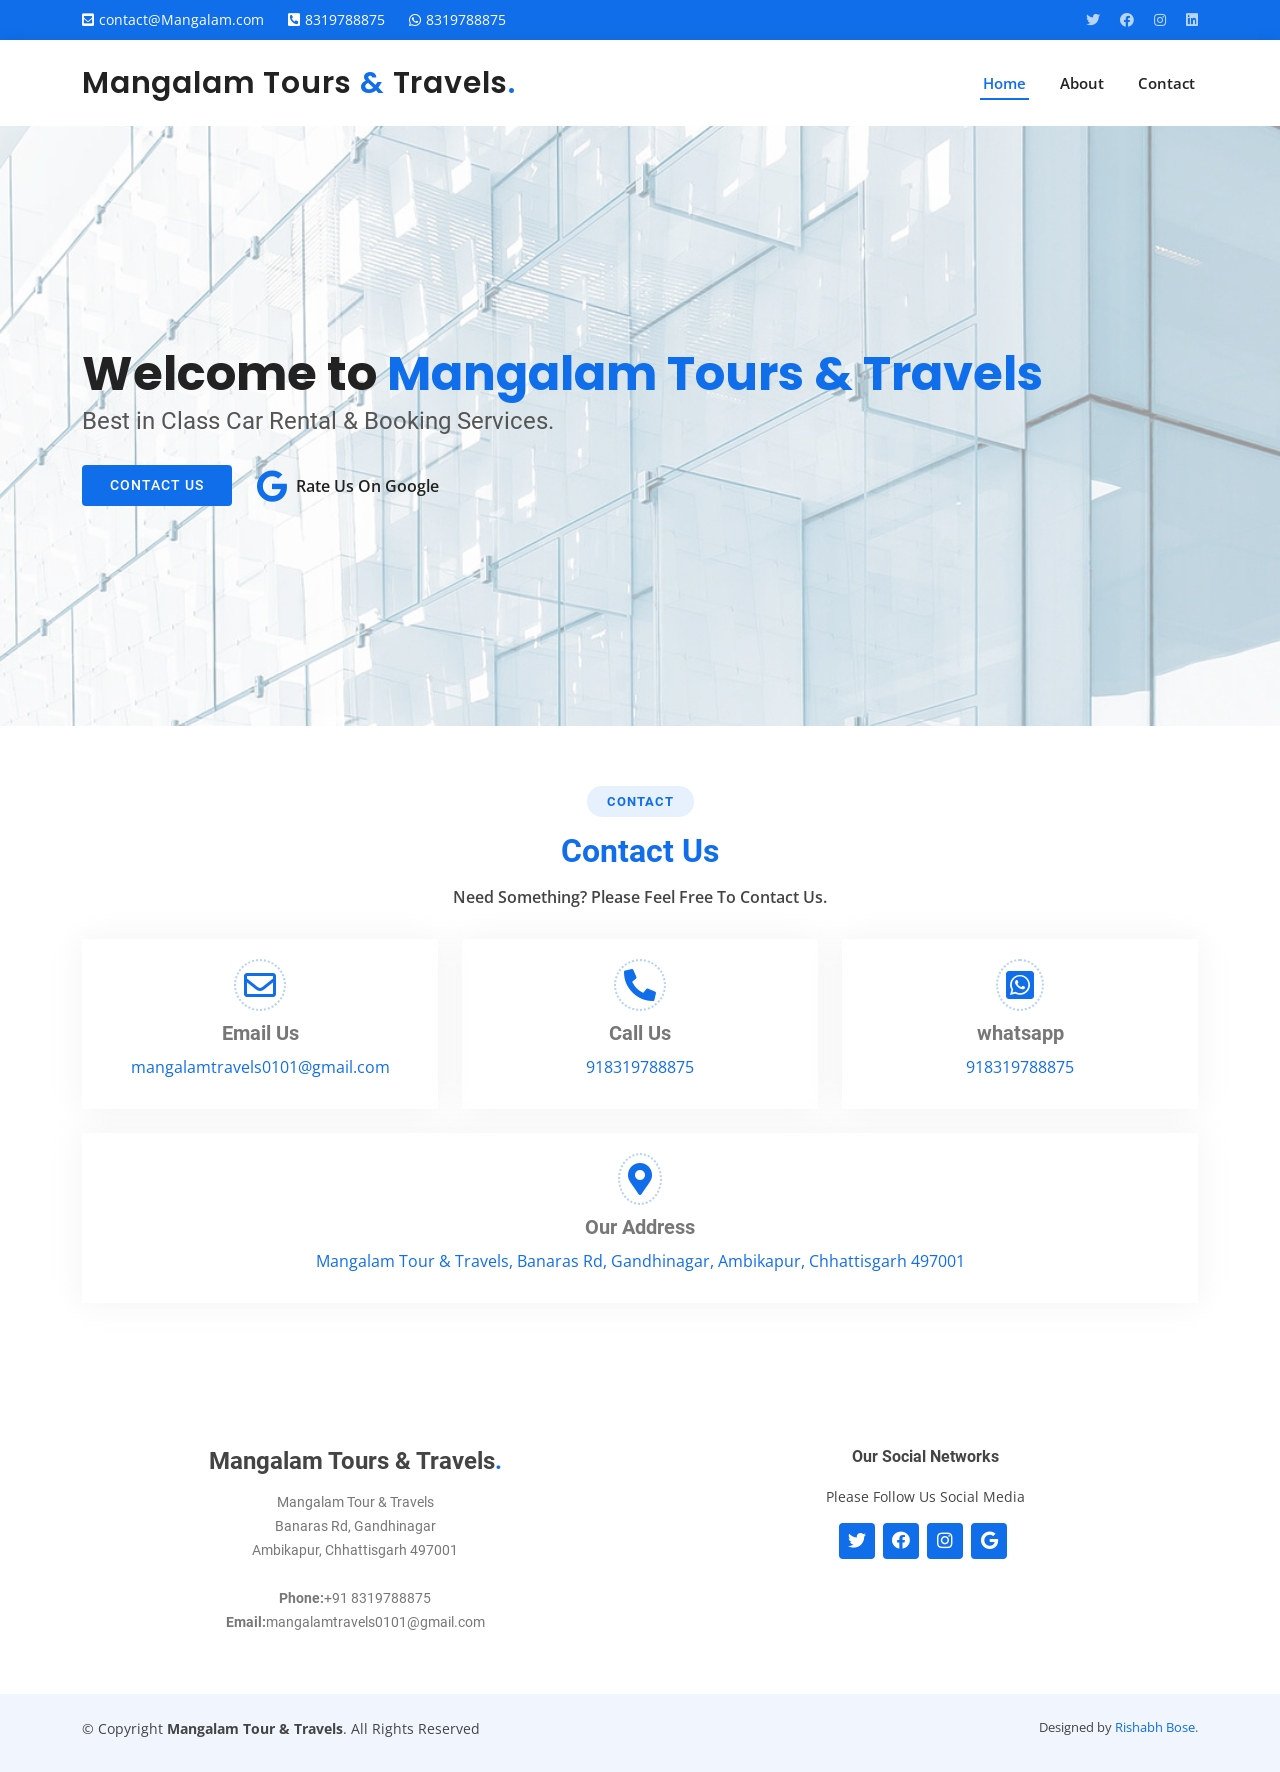 contact@Mangalam.com 8319788875 8319788875
Mangalam Tours & Travels. Home About Contact
Welcome to Mangalam Tours & Travels
Best in Class Car Rental & Booking Services.
CONTACT US Rate Us On Google
CONTACT
Contact Us
Need Something? Please Feel Free To Contact Us.
Email Us
mangalamtravels0101@gmail.com
Call Us
918319788875
whatsapp
918319788875
Our Address
Mangalam Tour & Travels, Banaras Rd, Gandhinagar, Ambikapur, Chhattisgarh 497001
Mangalam Tours & Travels.
Mangalam Tour & Travels
Banaras Rd, Gandhinagar
Ambikapur, Chhattisgarh 497001
Phone:+91 8319788875
Email:mangalamtravels0101@gmail.com
Our Social Networks
Please Follow Us Social Media
© Copyright Mangalam Tour & Travels. All Rights Reserved
Designed by Rishabh Bose.